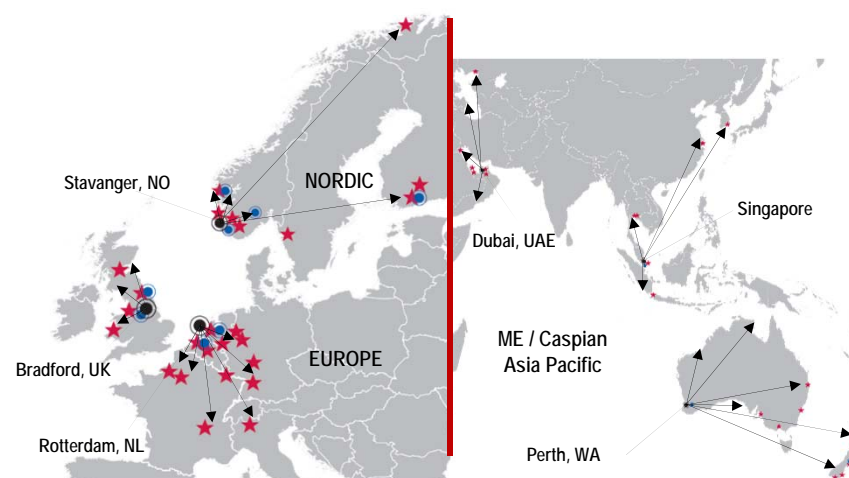 Stavanger, NO
NORDIC
Bradford, UK
EUROPE
Rotterdam, NL
Dubai, UAE
Singapore
ME / Caspian
Asia Pacific
Perth, WA